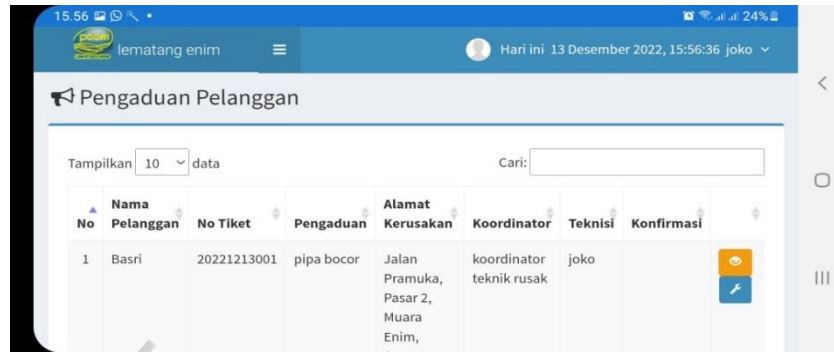 15.56
24%
pdam
lematang enim
Hari ini 13 Desember 2022, 15:56:36 joko
Pengaduan Pelanggan
Tampilkan 10 data
Cari:
No
Nama Pelanggan
No Tiket
Pengaduan
Alamat Kerusakan
Koordinator
Teknisi
Konfirmasi
1
Basri
20221213001
pipa bocor
Jalan
Pramuka,
Pasar 2,
Muara
Enim,
koordinator
teknik rusak
joko